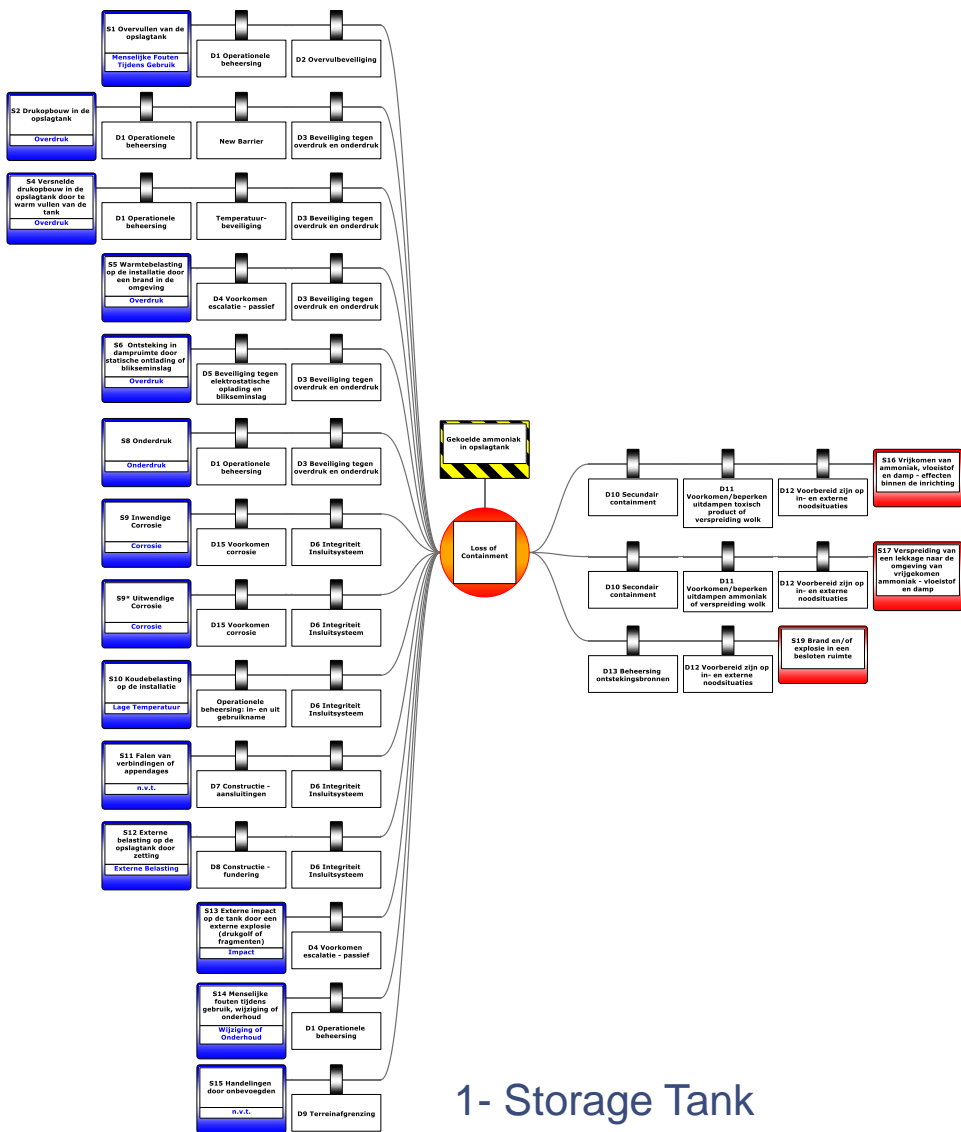 S1 Overvullen van de
opslagtank
Menselijke Fouten
Tijdens Gebruik
D1 Operationele
beheersing
D2 Overvulbeveiliging
S2 Drukopbouw in de
opslagtank
Overdruk
D1 Operationele
beheersing
New Barrier
D3 Beveiliging tegen
overdruk en onderdruk
S4 Versnelde
drukopbouw in de
opslagtank door te
warm vullen van de
tank
Overdruk
D1 Operationele
beheersing
Temperatuur-
beveiliging
D3 Beveiliging tegen
overdruk en onderdruk
S5 Warmtebelasting
op de installatie door
een brand in de
omgeving
Overdruk
D4 Voorkomen
escalatie - passief
D3 Beveiliging tegen
overdruk en onderdruk
S6 Ontsteking in
dampruimte door
statische ontlading of
blikseminslag
Overdruk
D5 Beveiliging tegen
elektrostatische
oplading en
blikseminslag
D3 Beveiliging tegen
overdruk en onderdruk
S8 Onderdruk
Onderdruk
D1 Operationele
beheersing
D3 Beveiliging tegen
overdruk en onderdruk
S9 Inwendige
Corrosie
Corrosie
D15 Voorkomen
corrosie
D6 Integriteit
Insluitsysteem
S9* Uitwendige
Corrosie
Corrosie
D15 Voorkomen
corrosie
D6 Integriteit
Insluitsysteem
S10 Koudebelasting
op de installatie
Lage Temperatuur
Operationele
beheersing: in- en uit
gebruikname
D6 Integriteit
Insluitsysteem
S11 Falen van
verbindingen of
appendages
n.v.t.
D7 Constructie -
aansluitingen
D6 Integriteit
Insluitsysteem
S12 Externe
belasting op de
opslagtank door
zetting
Externe Belasting
D8 Constructie -
fundering
D6 Integriteit
Insluitsysteem
S13 Externe impact
op de tank door een
externe explosie
(drukgolf of
fragmenten)
Impact
D4 Voorkomen
escalatie - passief
S14 Menselijke
fouten tijdens
gebruik, wijziging of
onderhoud
Wijziging of
Onderhoud
D1 Operationele
beheersing
S15 Handelingen
door onbevoegden
n.v.t.
D9 Terreinafgrenzing
Gekoelde ammoniak
in opslagtank
Loss of
Containment
D10 Secundair
containment
D11
Voorkomen/beperken
uitdampen toxisch
product of
verspreiding wolk
D12 Voorbereid zijn op
in- en externe
noodsituaties
S16 Vrijkomen van
ammoniak, vloeistof
en damp - effecten
binnen de inrichting
D10 Secondair
containment
D11
Voorkomen/beperken
uitdampen ammoniak
of verspreiding wolk
D12 Voorbereid zijn op
in- en externe
noodsituaties
S17 Verspreiding van
een lekkage naar de
omgeving van
vrijgekomen
ammoniak - vloeistof
en damp
D13 Beheersing
ontstekingsbronnen
D12 Voorbereid zijn op
in- en externe
noodsituaties
S19 Brand en/of
explosie in een
besloten ruimte
1- Storage Tank